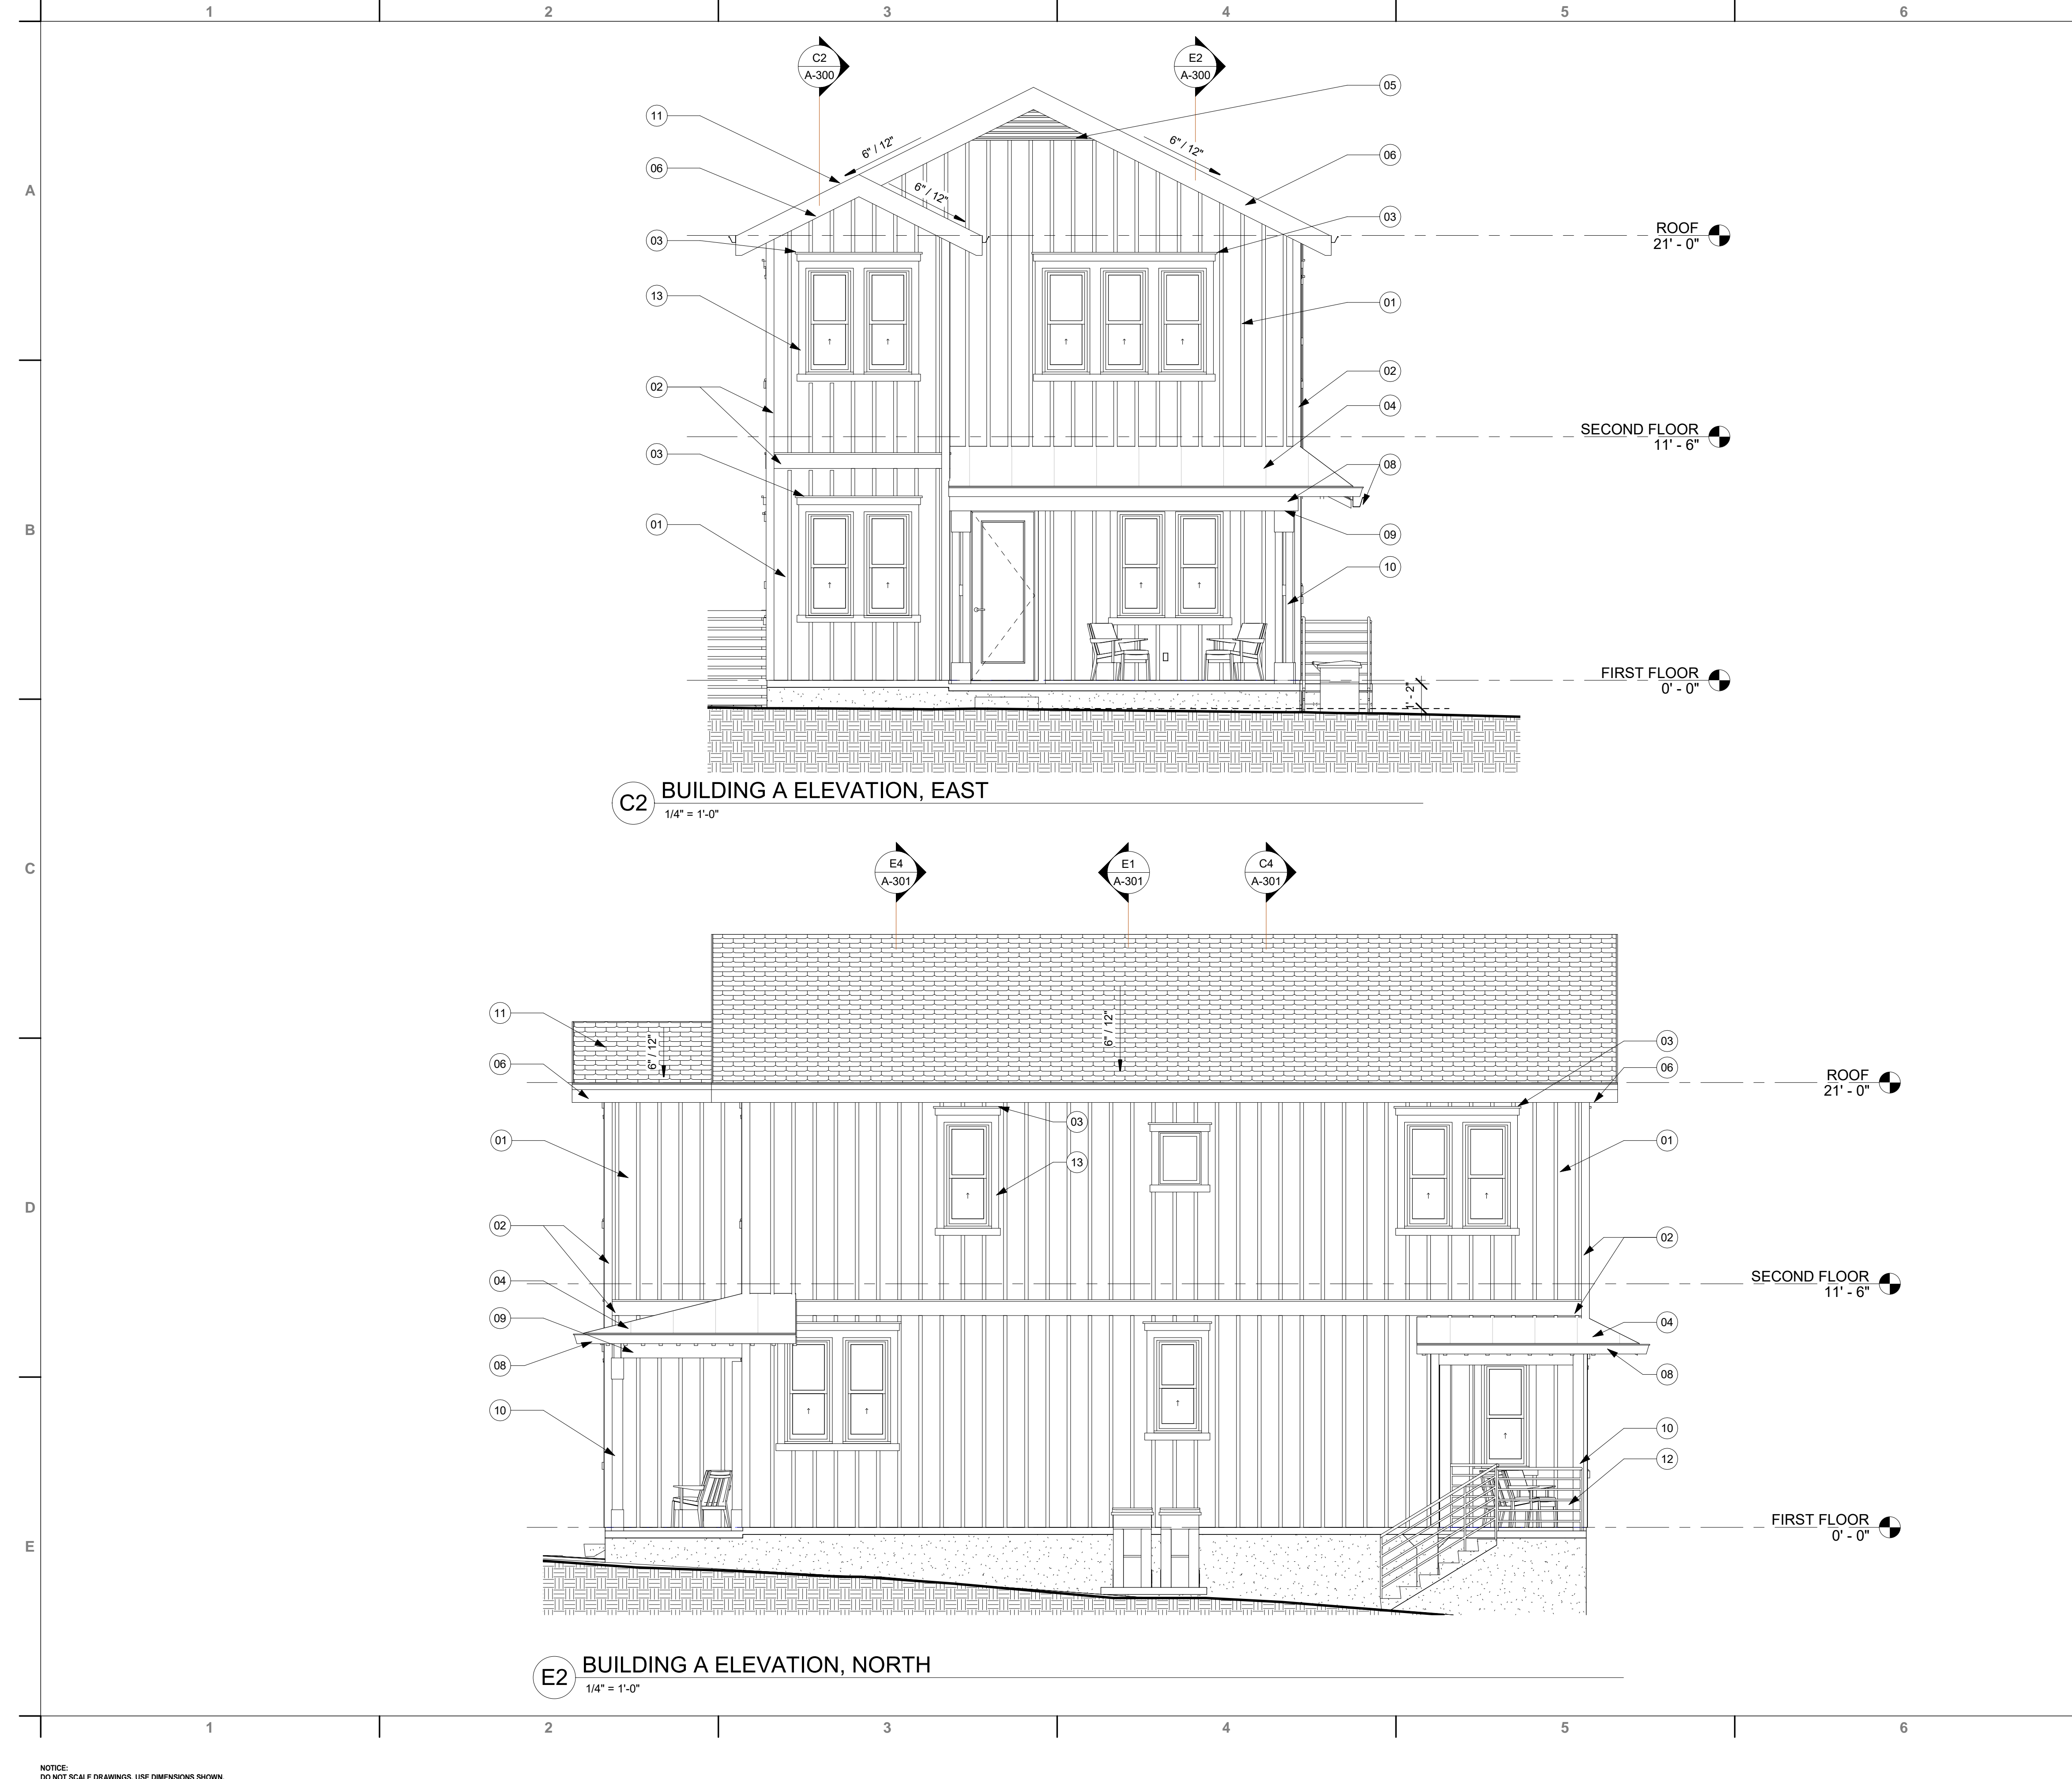 1 2 3 4 5 6
C2
A-300
E2
A-300
05
11
6" / 12"
6" / 12"
06
06
6" / 12"
03
ROOF
21' - 0"
03
13
01
02
02
04
SECOND FLOOR
11' - 6"
03
08
01
09
10
FIRST FLOOR
0' - 0"
1' - 2"
C2
BUILDING A ELEVATION, EAST
1/4" = 1'-0"
E4
A-301
E1
A-301
C4
A-301
11
6" / 12"
6" / 12"
03
06
06
ROOF
21' - 0"
03
01
01
13
02
02
04
SECOND FLOOR
11' - 6"
09
04
08
08
10
10
12
FIRST FLOOR
0' - 0"
E2
BUILDING A ELEVATION, NORTH
1/4" = 1'-0"
A
B
C
D
E
1 2 3 4 5 6
NOTICE:
DO NOT SCALE DRAWINGS. USE DIMENSIONS SHOWN.